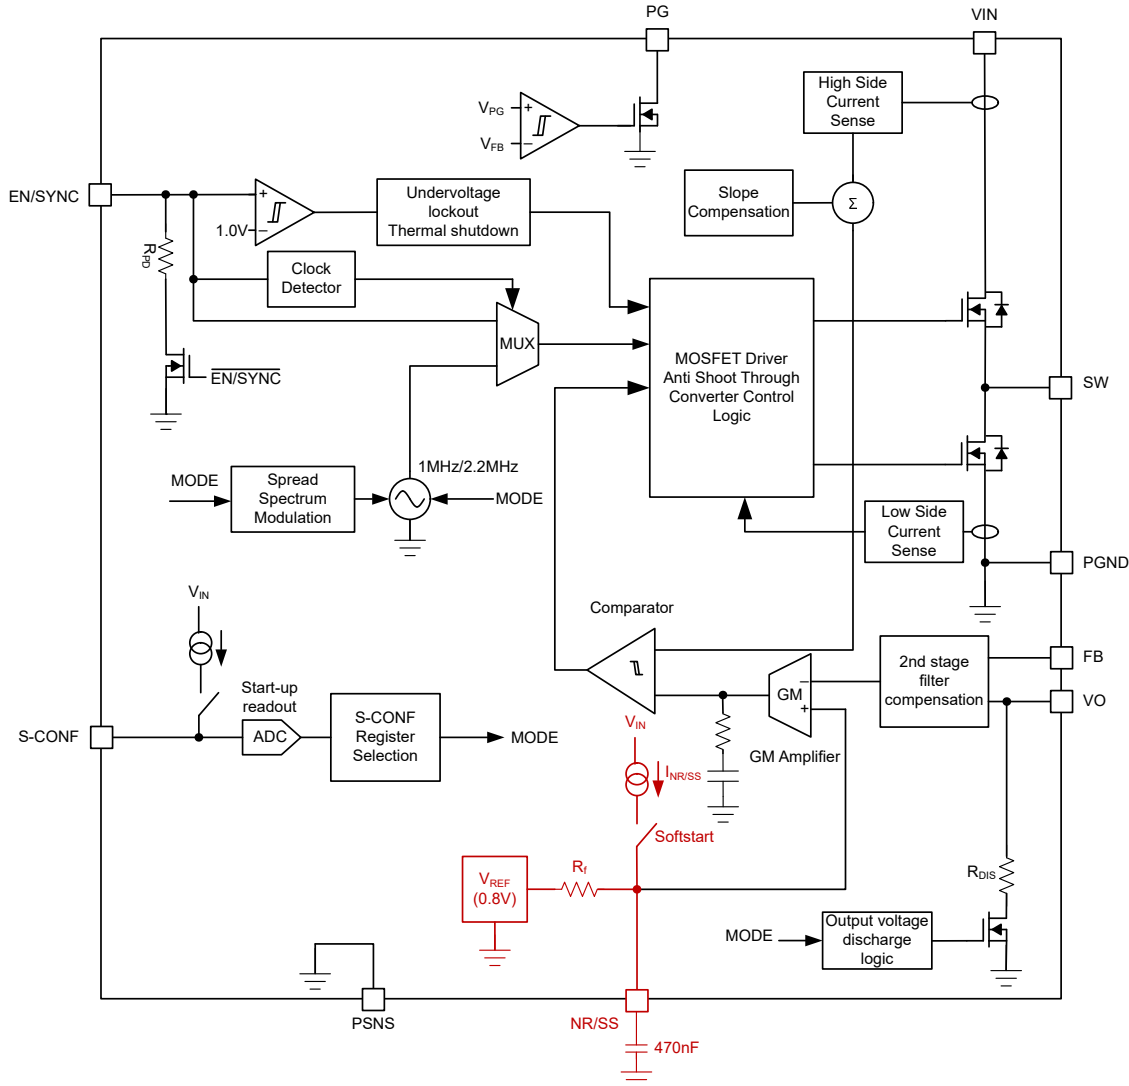 PG
VIN
High Side
Current
Sense
VPG
+
VFB
−
EN/SYNC
+
1.0V
−
Undervoltage
lockout
Thermal shutdown
Slope
Compensation
Σ
RPD
Clock
Detector
MUX
MOSFET Driver
Anti Shoot Through
Converter Control
Logic
EN/SYNC
SW
MODE
Spread
Spectrum
Modulation
1MHz/2.2MHz
MODE
Low Side
Current
Sense
PGND
VIN
Comparator
Start-up
readout
S-CONF
ADC
S-CONF
Register
Selection
MODE
GM
−
+
GM Amplifier
2nd stage
filter
compensation
FB
VO
VIN
INR/SS
Softstart
VREF
(0.8V)
Rf
RDIS
MODE
Output voltage
discharge
logic
PSNS
NR/SS
470nF